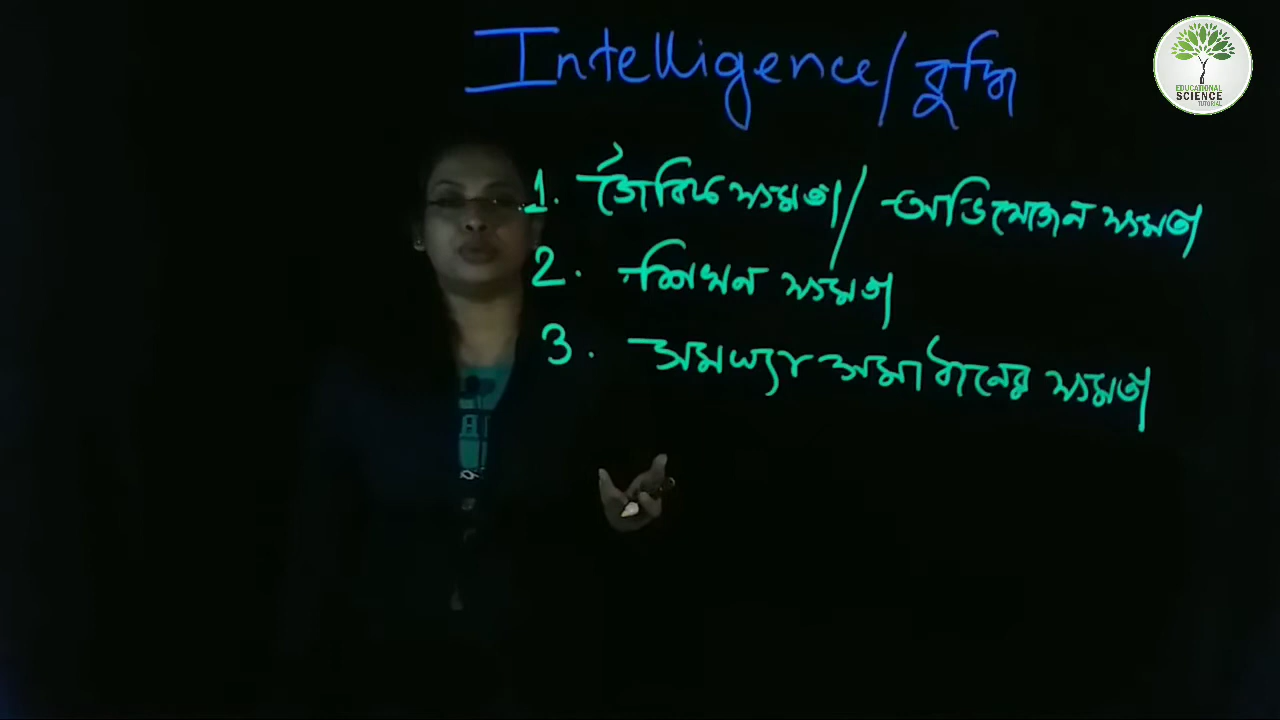 Intelligence/বুদ্ধি
1. জৈবিক ক্ষমতা/ অভিযোজন ক্ষমতা
2. শিখন ক্ষমতা
3. সমস্যা সমাধানের ক্ষমতা
EDUCATIONAL
SCIENCE
TUTORIAL